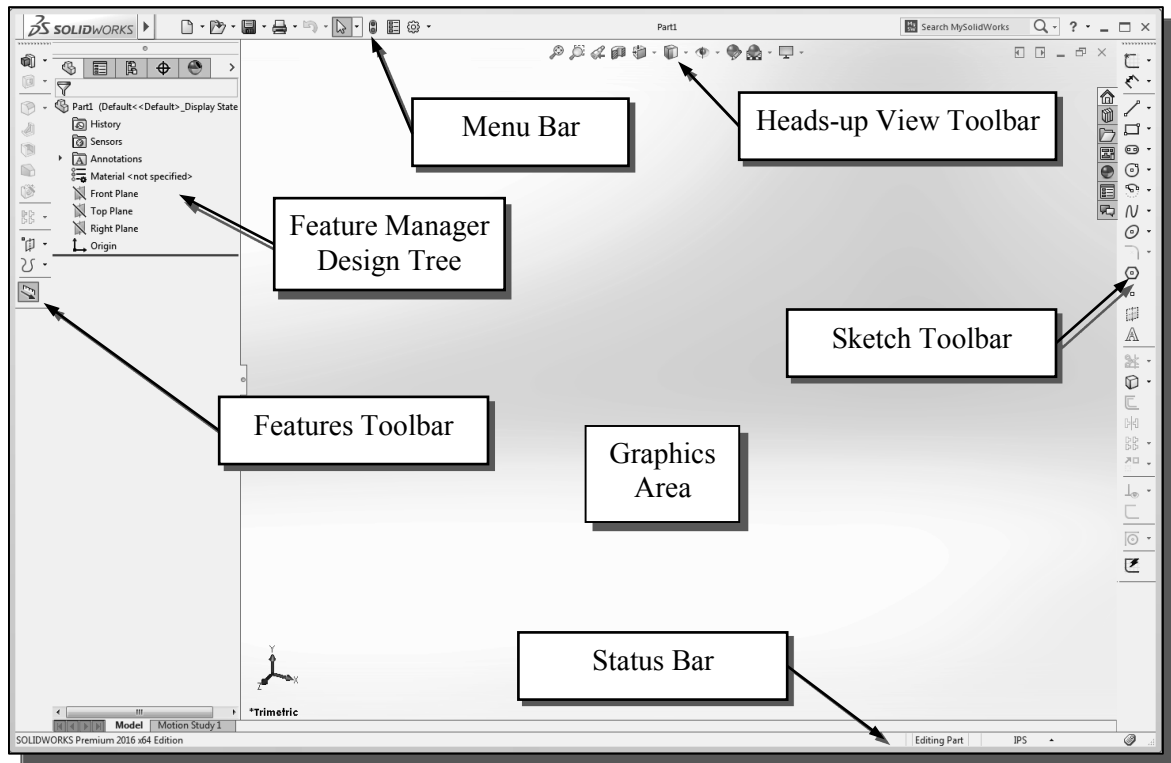 SOLIDWORKS
Part1
Search MySolidWorks
?
Part1 (Default<<Default>_Display State
History
Sensors
A Annotations
Material <not specified>
Front Plane
Top Plane
Right Plane
Origin
Menu Bar
Heads-up View Toolbar
Feature Manager
Design Tree
Sketch Toolbar
Features Toolbar
Graphics
Area
Status Bar
A
Y
X
Z
*Trimetric
Model
Motion Study 1
SOLIDWORKS Premium 2016 x64 Edition
Editing Part
IPS